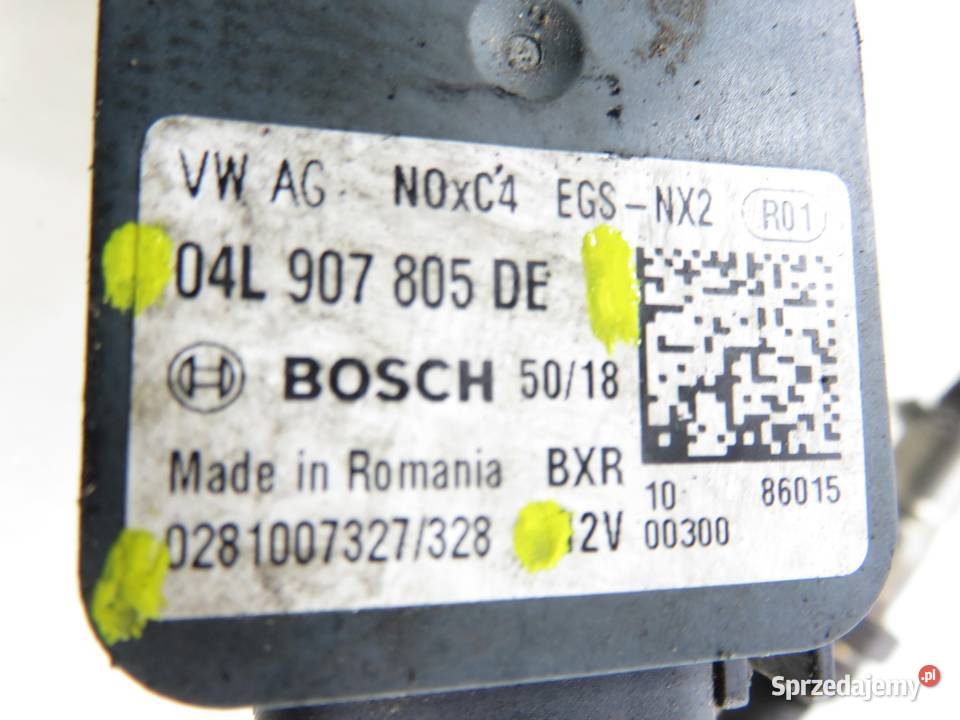 VW AG NOxC4 EGS-NX2 R01
04L 907 805 DE
BOSCH 50/18
Made in Romania BXR
10 86015
0281007327/328 12V 00300
Sprzedajemy.pl